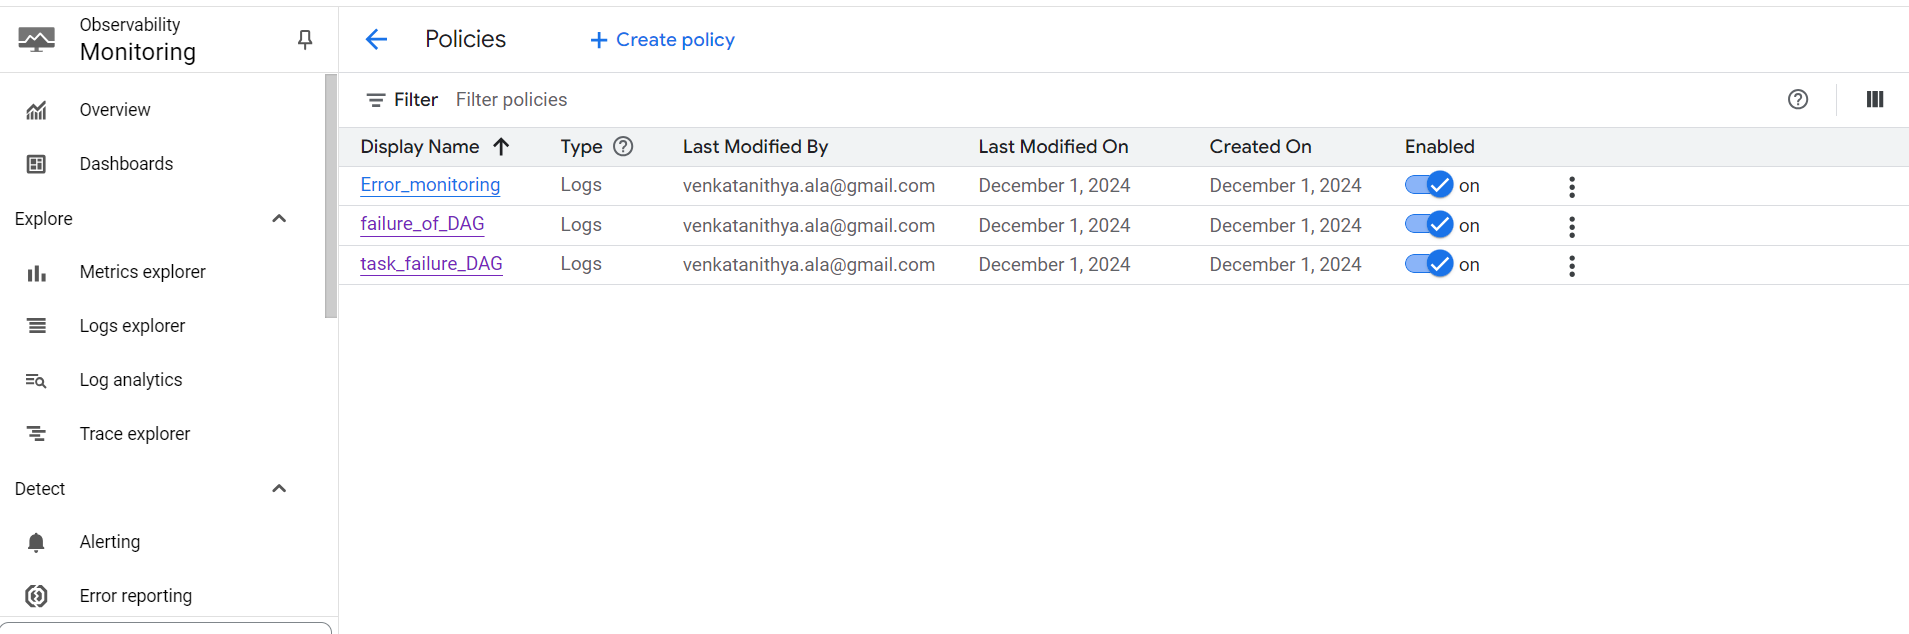 Observability
Monitoring
Overview
Dashboards
Explore
Metrics explorer
Logs explorer
Log analytics
Trace explorer
Detect
Alerting
Error reporting
Policies
Create policy
Filter Filter policies
Display Name Type Last Modified By Last Modified On Created On Enabled
Error_monitoring Logs venkatanithya.ala@gmail.com December 1, 2024 December 1, 2024 on
failure_of_DAG Logs venkatanithya.ala@gmail.com December 1, 2024 December 1, 2024 on
task_failure_DAG Logs venkatanithya.ala@gmail.com December 1, 2024 December 1, 2024 on